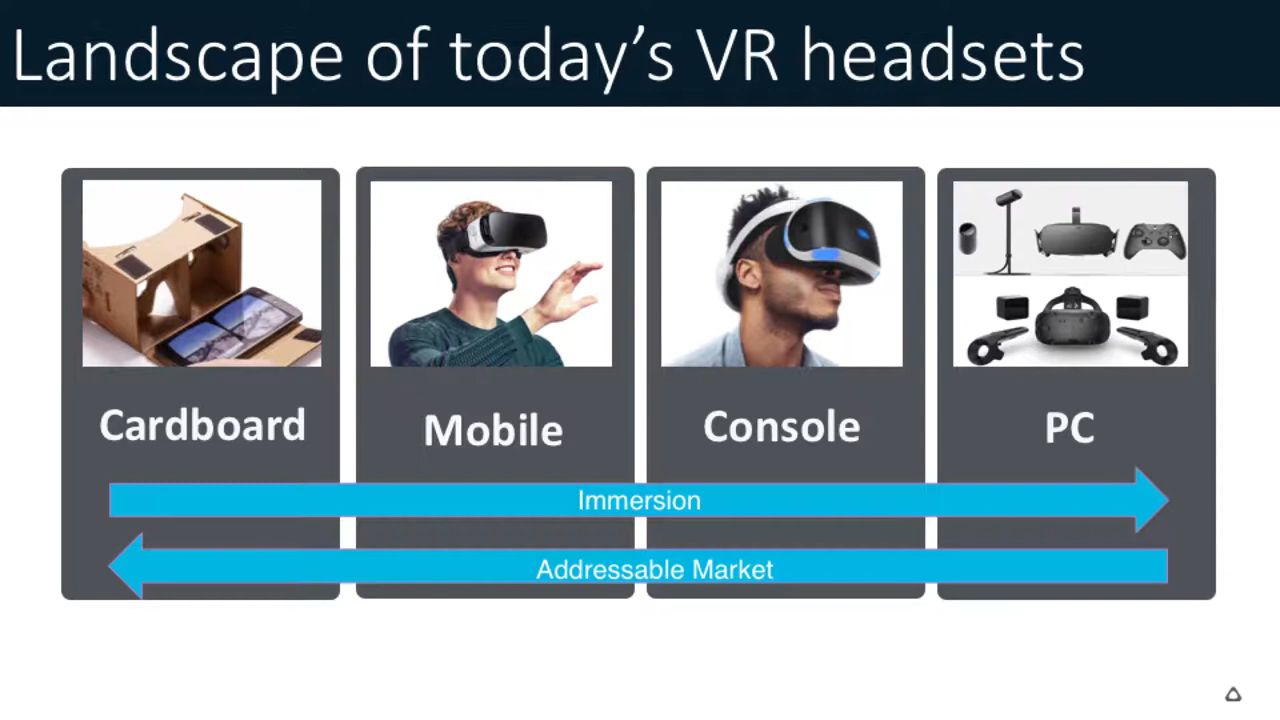 Landscape of today’s VR headsets
Cardboard
Mobile
Console
PC
Immersion
Addressable Market